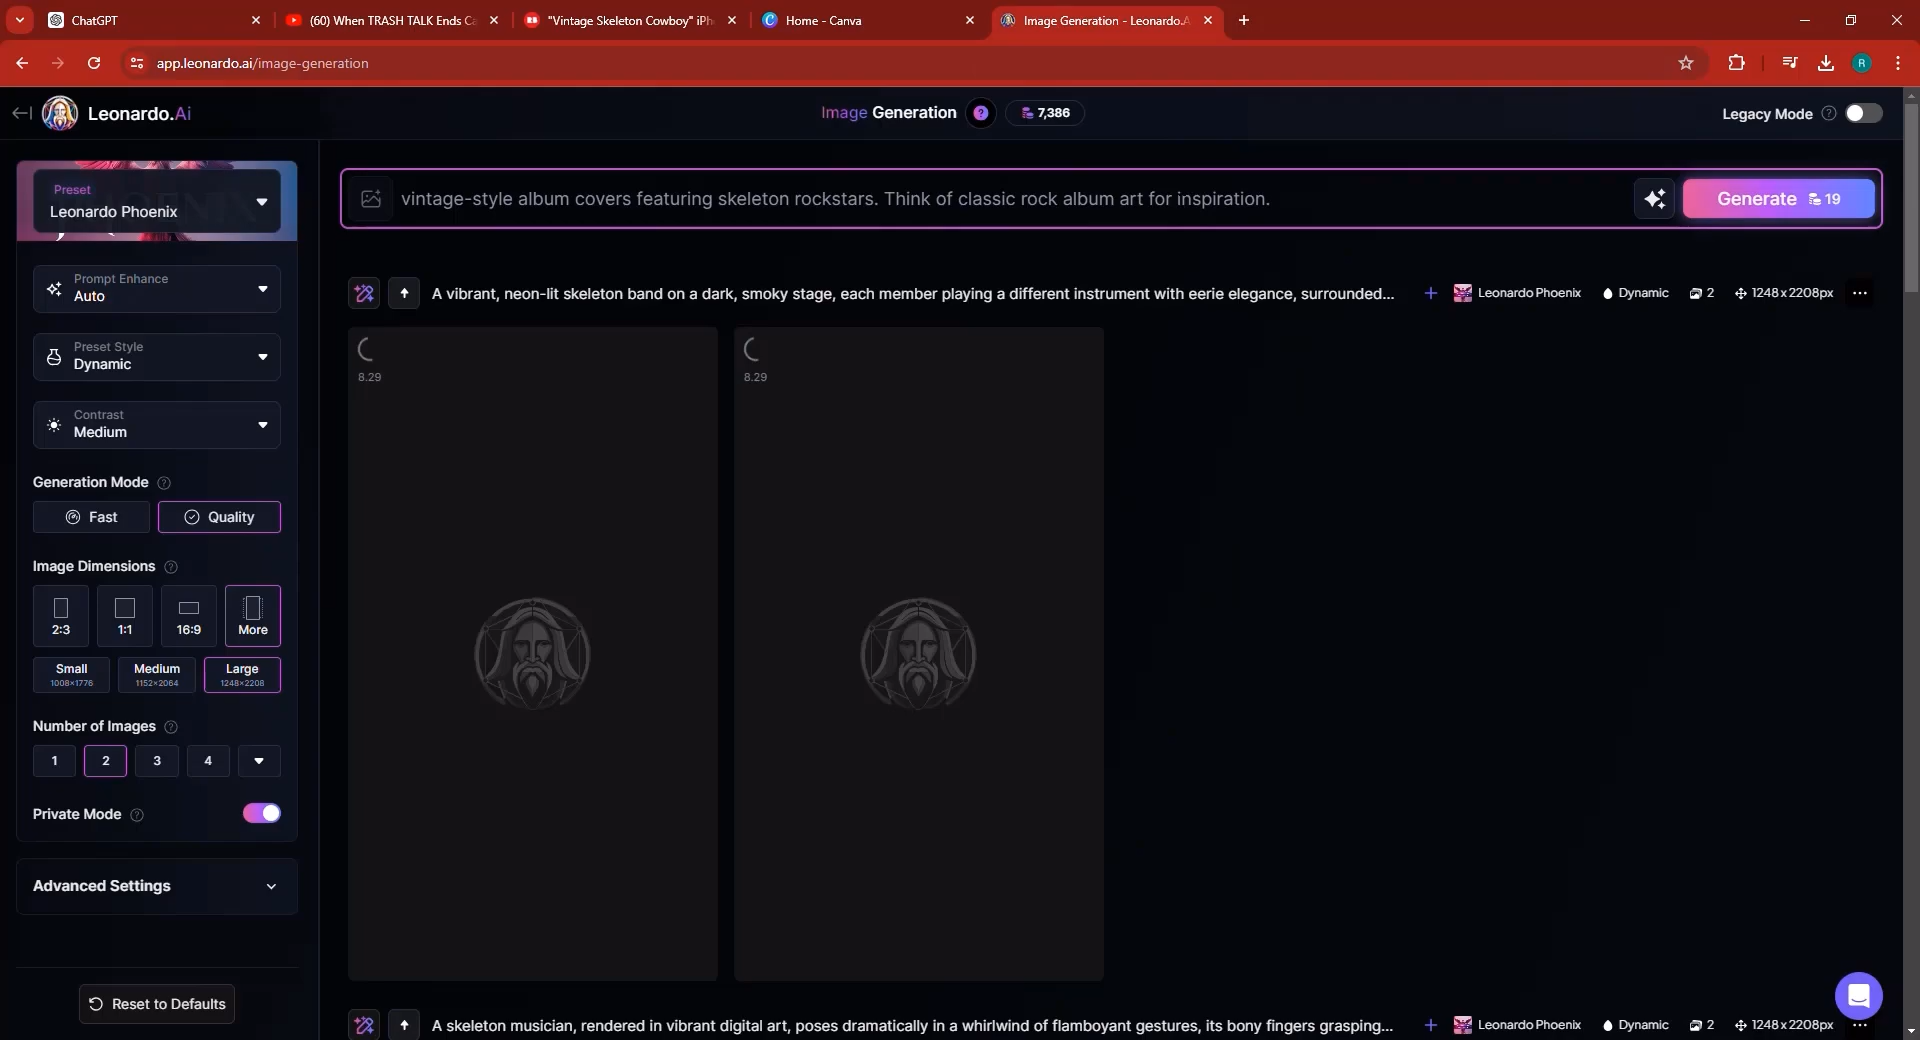 ChatGPT
(60) When TRASH TALK Ends Ca
"Vintage Skeleton Cowboy" iPh
Home - Canva
Image Generation - Leonardo.A
app.leonardo.ai/image-generation
R
Leonardo.Ai
Image Generation
?
7,386
Legacy Mode ?
Preset
Leonardo Phoenix
vintage-style album covers featuring skeleton rockstars. Think of classic rock album art for inspiration.
Generate 19
Prompt Enhance
Auto
A vibrant, neon-lit skeleton band on a dark, smoky stage, each member playing a different instrument with eerie elegance, surrounded...
Leonardo Phoenix
Dynamic
2
1248x2208px
Preset Style
Dynamic
8.29
8.29
Contrast
Medium
Generation Mode ?
Fast
Quality
Image Dimensions ?
2:3
1:1
16:9
More
Small
1008×1776
Medium
1152×2064
Large
1248×2208
Number of Images ?
1
2
3
4
Private Mode ?
Advanced Settings
Reset to Defaults
A skeleton musician, rendered in vibrant digital art, poses dramatically in a whirlwind of flamboyant gestures, its bony fingers grasping...
Leonardo Phoenix
Dynamic
2
1248x2208px